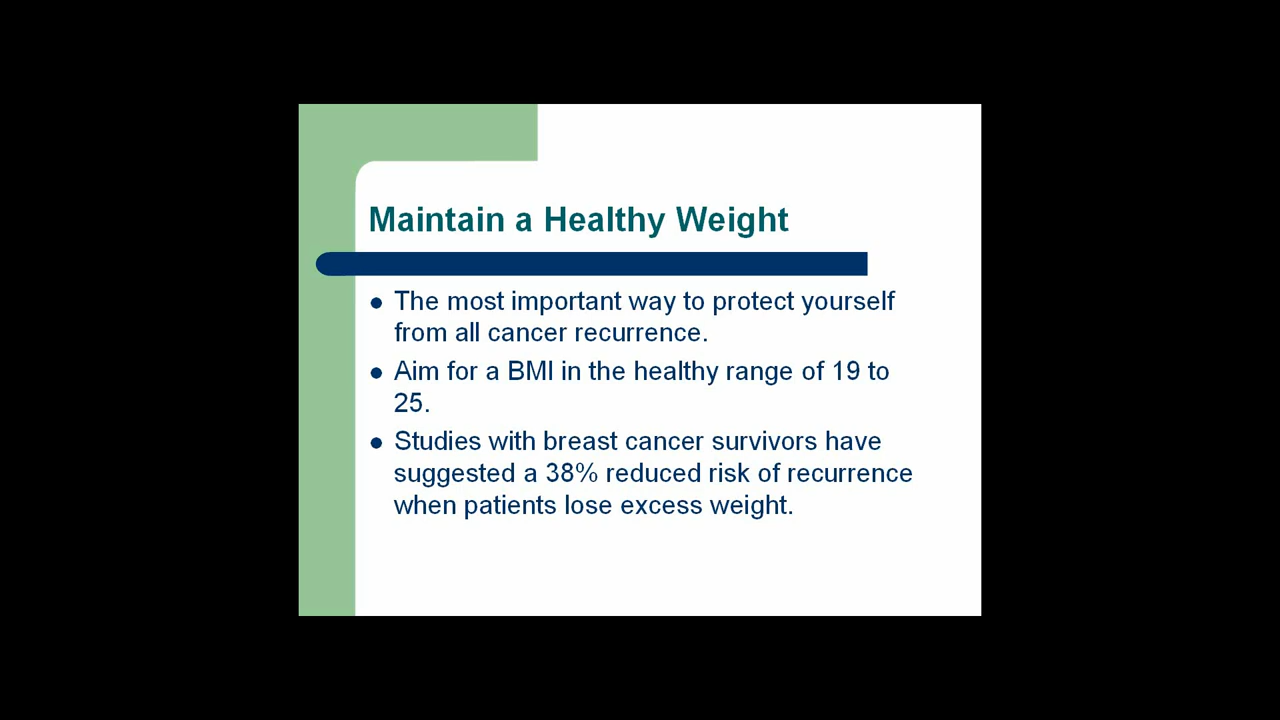 Maintain a Healthy Weight
● The most important way to protect yourself
from all cancer recurrence.
● Aim for a BMI in the healthy range of 19 to
25.
● Studies with breast cancer survivors have
suggested a 38% reduced risk of recurrence
when patients lose excess weight.